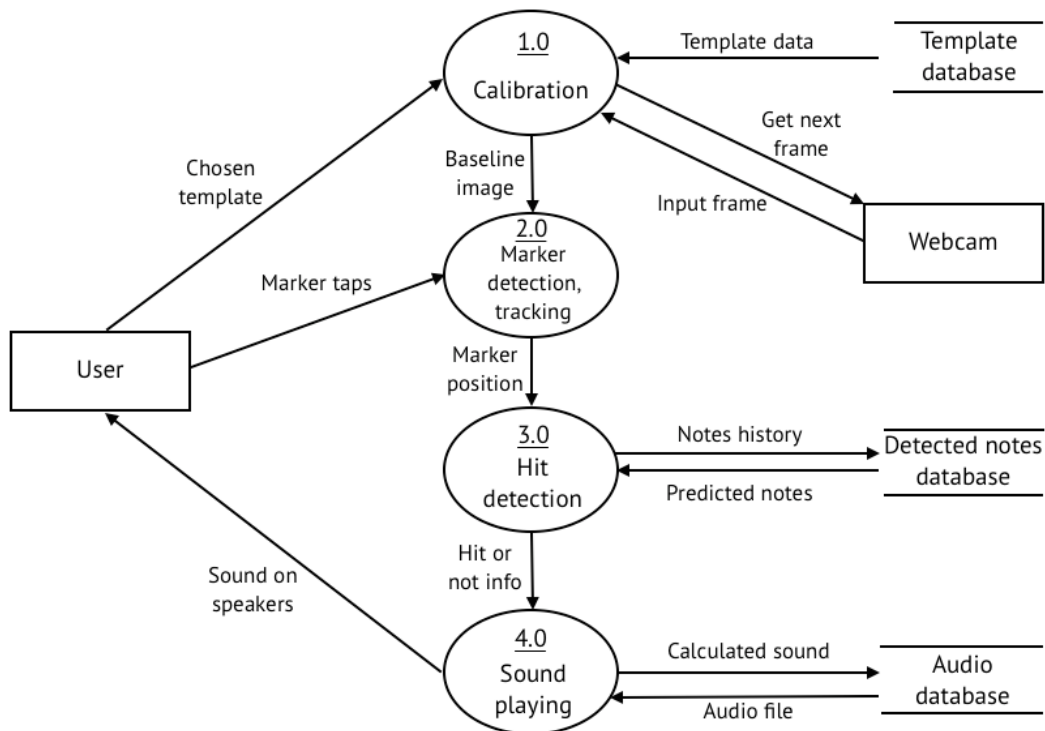 1.0
Calibration
Template data
Template
database
Get next
frame
Chosen
template
Baseline
image
Input frame
Webcam
2.0
Marker
detection,
tracking
Marker taps
User
Marker
position
3.0
Hit
detection
Notes history
Predicted notes
Detected notes
database
Hit or
not info
Sound on
speakers
4.0
Sound
playing
Calculated sound
Audio file
Audio
database